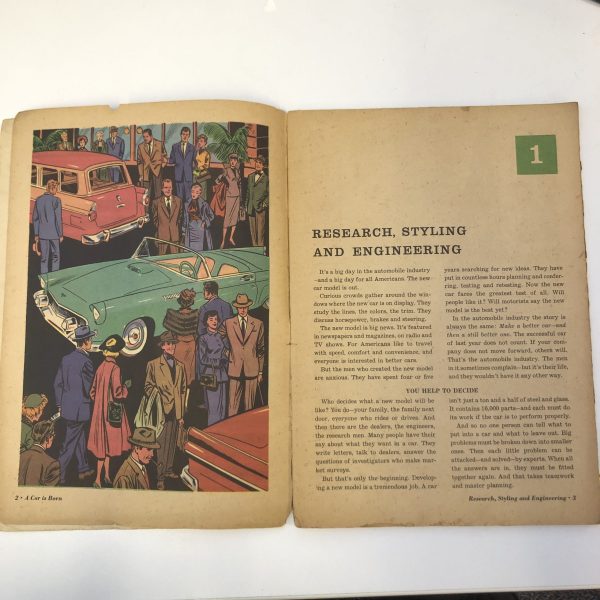 2 • A Car is Born
1
RESEARCH, STYLING
AND ENGINEERING
It's a big day in the automobile industry
—and a big day for all Americans. The new
car model is out.
Curious crowds gather around the win-
dows where the new car is on display. They
study the lines, the colors, the trim. They
discuss horsepower, brakes and steering.
The new model is big news. It's featured
in newspapers and magazines, on radio and
TV shows. For Americans like to travel
with speed, comfort and convenience, and
everyone is interested in better cars.
But the men who created the new model
are anxious. They have spent four or five
years searching for new ideas. They have
put in countless hours planning and confer-
ring, testing and retesting. Now the new
car faces the greatest test of all. Will
people like it? Will motorists say the new
model is the best yet?
In the automobile industry the story is
always the same: Make a better car—and
then a still better one. The successful car
of last year does not count. If your com-
pany does not move forward, others will.
That's the automobile industry. The men
in it sometimes complain—but it's their life,
and they wouldn't have it any other way.
YOU HELP TO DECIDE
Who decides what a new model will be
like? You do—your family, the family next
door, everyone who rides or drives. And
then there are the dealers, the engineers,
the research men. Many people have their
say about what they want in a car. They
write letters, talk to dealers, answer the
questions of investigators who make mar-
ket surveys.
But that's only the beginning. Develop-
ing a new model is a tremendous job. A car
isn't just a ton and a half of steel and glass.
It contains 16,000 parts—and each must do
its work if the car is to perform properly.
And so no one person can tell what to
put into a car and what to leave out. Big
problems must be broken down into smaller
ones. Then each little problem can be
attacked—and solved—by experts. When all
the answers are in, they must be fitted
together again. And that takes teamwork
and master planning.
Research, Styling and Engineering • 3